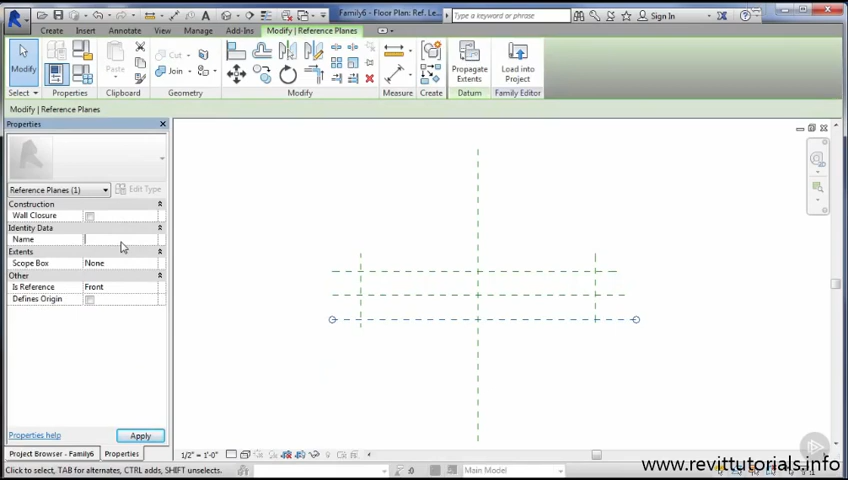 Family6 - Floor Plan: Ref. Le...
Type a keyword or phrase
Sign In
Create Insert Annotate View Manage Add-Ins Modify | Reference Planes
Modify
Paste
Cut
Join
Propagate Extents
Load into Project
Select Properties Clipboard Geometry Modify Measure Create Datum Family Editor
Modify | Reference Planes
Properties
Reference Planes (1)
Edit Type
Construction
Wall Closure
Identity Data
Name
Extents
Scope Box None
Other
Is Reference Front
Defines Origin
Properties help
Apply
Project Browser - Family6 Properties
1/2" = 1'-0"
Click to select, TAB for alternates, CTRL adds, SHIFT unselects.
:0
Main Model
www.revittutorials.info